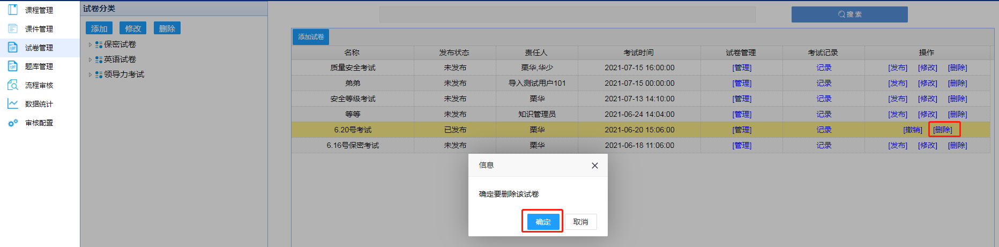 课程管理
课件管理
试卷管理
题库管理
流程审核
数据统计
审核配置
试卷分类
添加 修改 删除
保密试卷
英语试卷
领导力考试
搜索
添加试卷
名称 发布状态 责任人 考试时间 试卷管理 考试记录 操作
质量安全考试 未发布 栗华,华少 2021-07-15 16:00:00 [管理] 记录 [发布] [修改] [删除]
弟弟 未发布 导入测试用户101 2021-07-15 00:00:00 [管理] 记录 [发布] [修改] [删除]
安全等级考试 未发布 栗华 2021-07-13 14:10:00 [管理] 记录 [发布] [修改] [删除]
等等 未发布 知识管理员 2021-06-24 14:04:00 [管理] 记录 [发布] [修改] [删除]
6.20号考试 已发布 栗华 2021-06-20 15:06:00 [管理] 记录 [撤销] [删除]
6.16号保密考试 未发布 栗华 2021-06-18 11:06:00 [管理] 记录 [发布] [修改] [删除]
信息
确定要删除该试卷
确定 取消